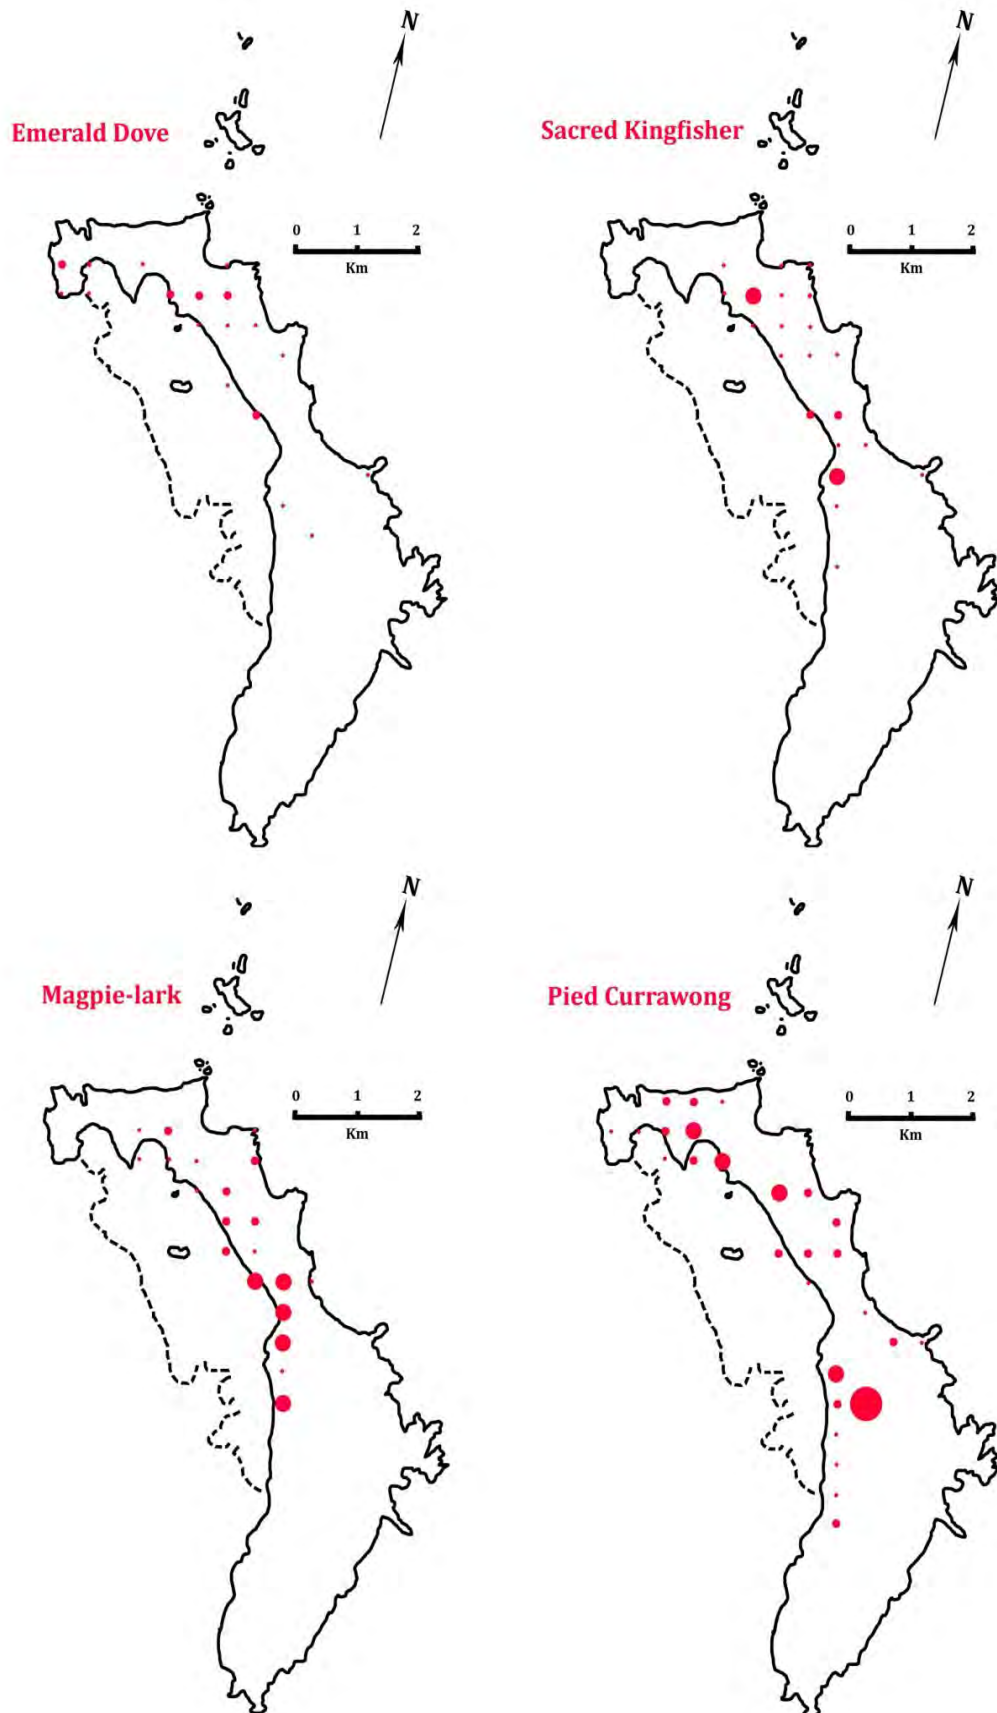 N
N
Emerald Dove
Sacred Kingfisher
0 1 2
Km
0 1 2
Km
N
N
Magpie-lark
Pied Currawong
0 1 2
Km
0 1 2
Km